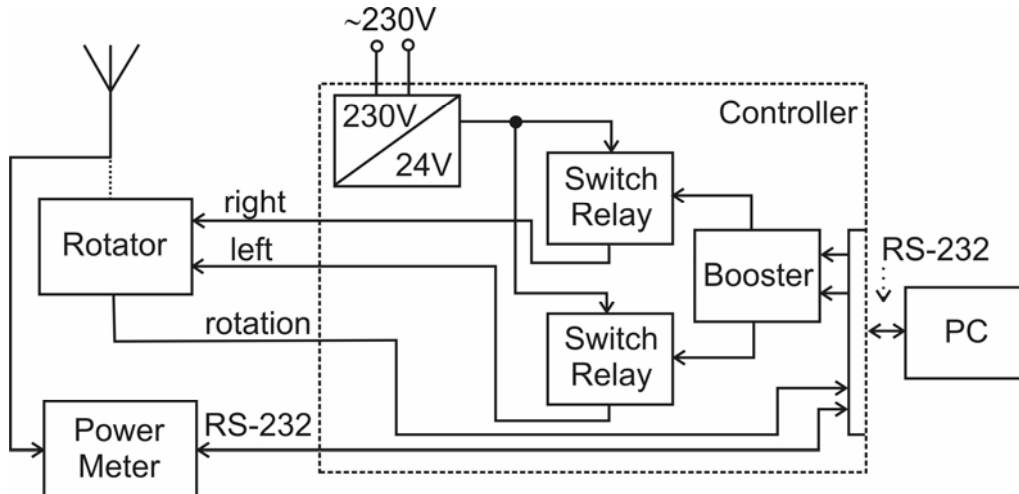 ~230V
230V
24V
Controller
Switch
Relay
right
Rotator
left
RS-232
Booster
rotation
Switch
Relay
PC
Power
Meter
RS-232